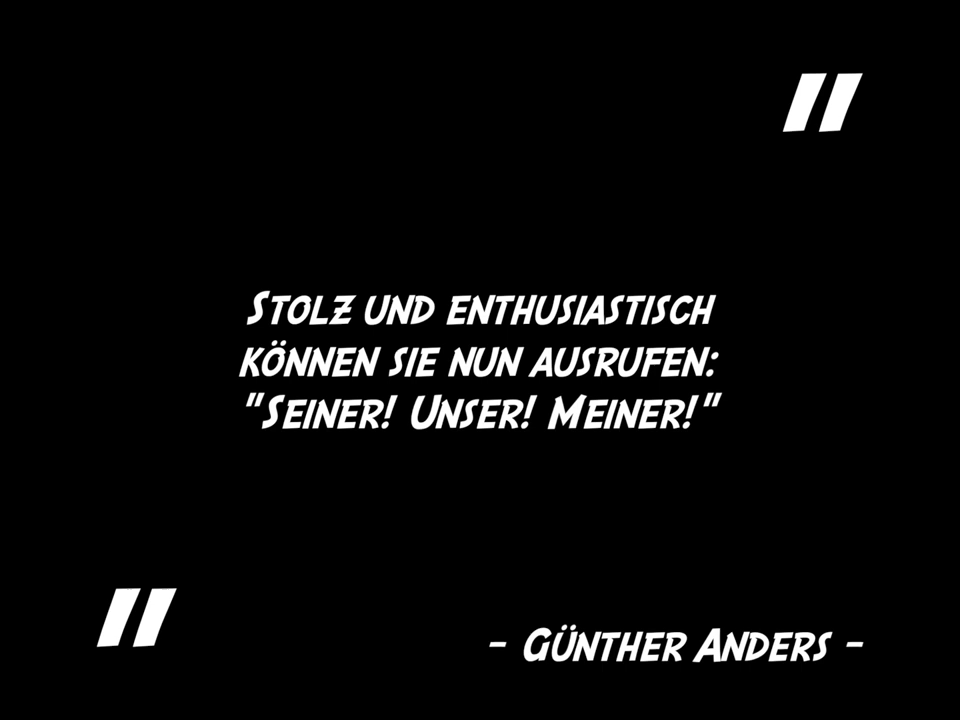 "
Stolz und enthusiastisch
können sie nun ausrufen:
"Seiner! Unser! Meiner!"
"
- Günther Anders -